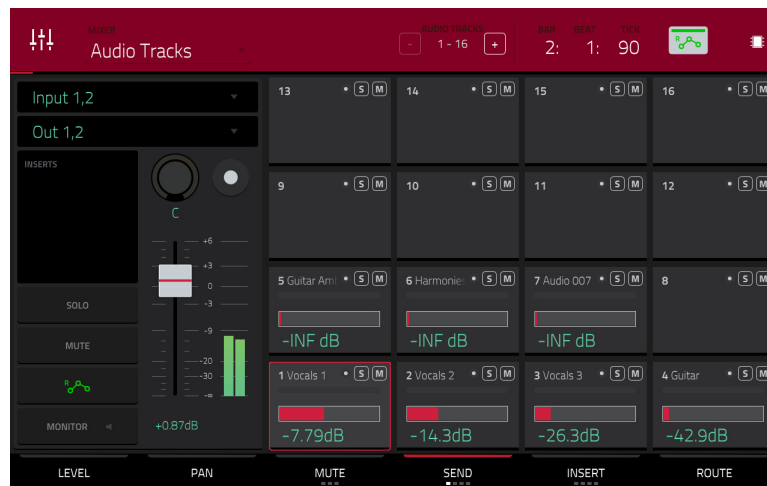 MIXER
Audio Tracks
AUDIO TRACKS
- 1 - 16 +
BAR BEAT TICK
2: 1: 90
R
Input 1,2
Out 1,2
INSERTS
C
+6
+3
0
-3
-9
-20
-30
-∞
+0.87dB
SOLO
MUTE
R
MONITOR
13 S M
14 S M
15 S M
16 S M
9 S M
10 S M
11 S M
12 S M
5 Guitar Am S M
6 Harmonie S M
7 Audio 007 S M
8 S M
-INF dB
-INF dB
-INF dB
1 Vocals 1 S M
2 Vocals 2 S M
3 Vocals 3 S M
4 Guitar S M
-7.79dB
-14.3dB
-26.3dB
-42.9dB
LEVEL PAN MUTE SEND INSERT ROUTE